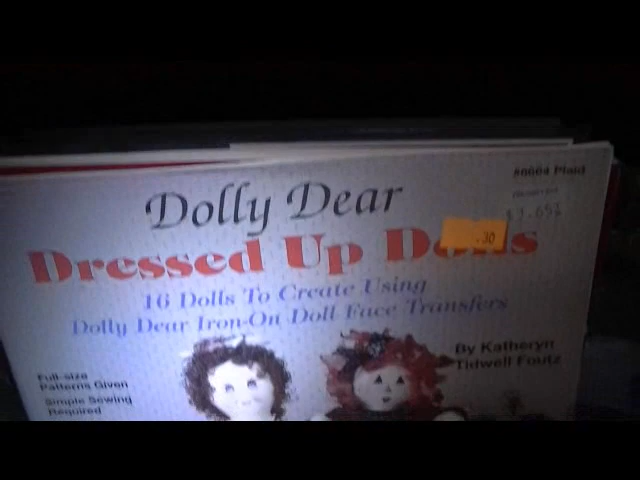 Dolly Dear
Dressed Up Dolls
16 Dolls To Create Using
Dolly Dear Iron-On Doll Face Transfers
By Katheryn
Tidwell Foutz
Full-size
Patterns Given
Simple Sewing
Required
Plaid
.30